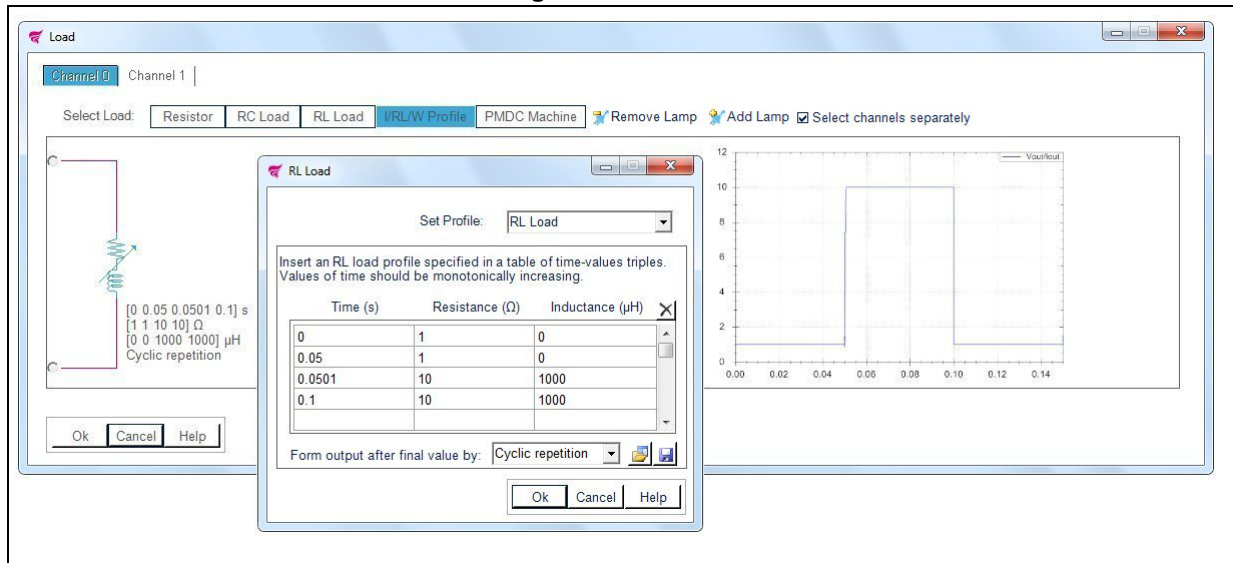 Load
Channel 0 Channel 1
Select Load: Resistor RC Load RL Load I/RL/W Profile PMDC Machine Remove Lamp Add Lamp Select channels separately
[0 0.05 0.0501 0.1] s
[1 1 10 10] Ω
[0 0 1000 1000] µH
Cyclic repetition
Ok Cancel Help
RL Load
Set Profile: RL Load
Insert an RL load profile specified in a table of time-values triples.
Values of time should be monotonically increasing.
Time (s) Resistance (Ω) Inductance (µH)
0 1 0
0.05 1 0
0.0501 10 1000
0.1 10 1000
Form output after final value by: Cyclic repetition
Ok Cancel Help
Vout/Iout
12
10
8
6
4
2
0
0.00 0.02 0.04 0.06 0.08 0.10 0.12 0.14